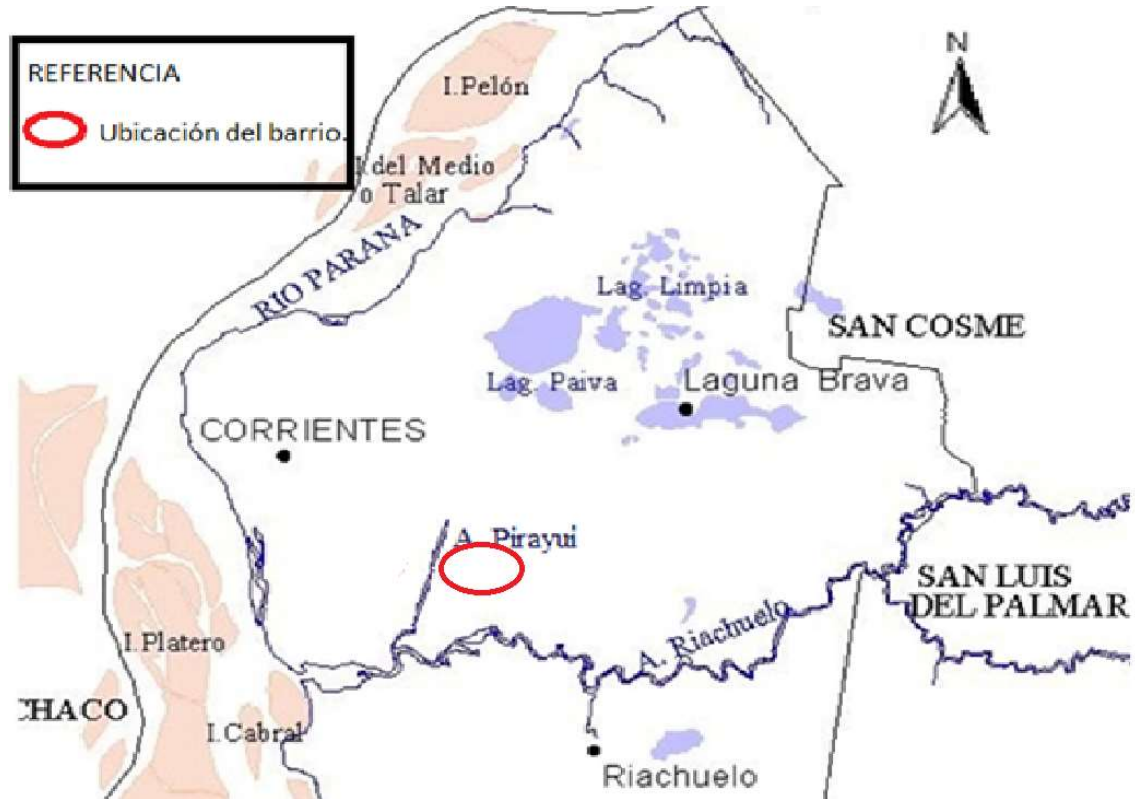 N
REFERENCIA
Ubicación del barrio.
I.Pelón
I.del Medio
o Talar
RIO PARANA
Lag. Limpia
SAN COSME
Lag. Paiva
Laguna Brava
CORRIENTES
A. Pirayui
SAN LUIS
DEL PALMAR
A. Riachuelo
I.Platero
CHACO
I.Cabral
Riachuelo